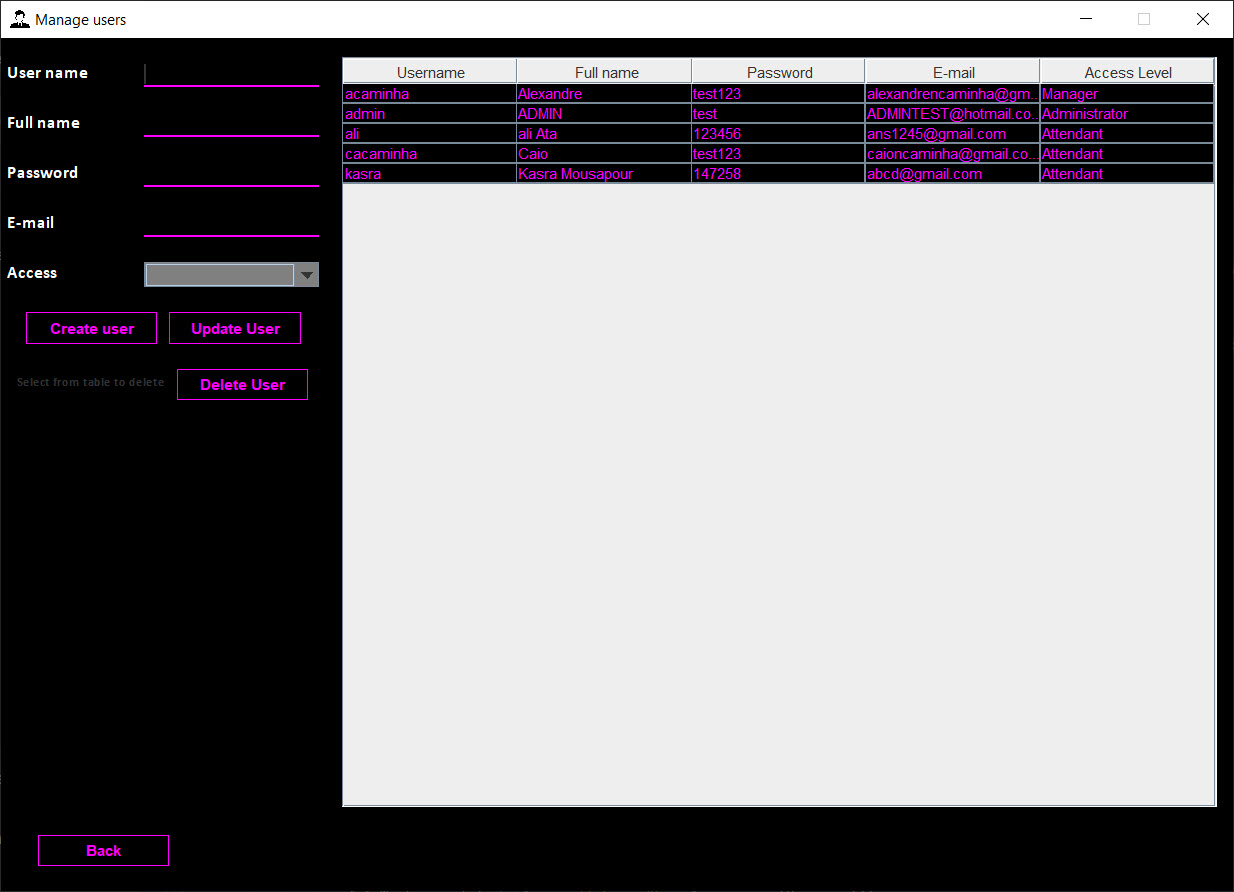 Manage users
User name
Full name
Password
E-mail
Access
Create user Update User
Select from table to delete Delete User
Back
Username Full name Password E-mail Access Level
acaminha Alexandre test123 alexandrencaminha@gm... Manager
admin ADMIN test ADMINTEST@hotmail.co... Administrator
ali ali Ata 123456 ans1245@gmail.com Attendant
cacaminha Caio test123 caioncaminha@gmail.co... Attendant
kasra Kasra Mousapour 147258 abcd@gmail.com Attendant